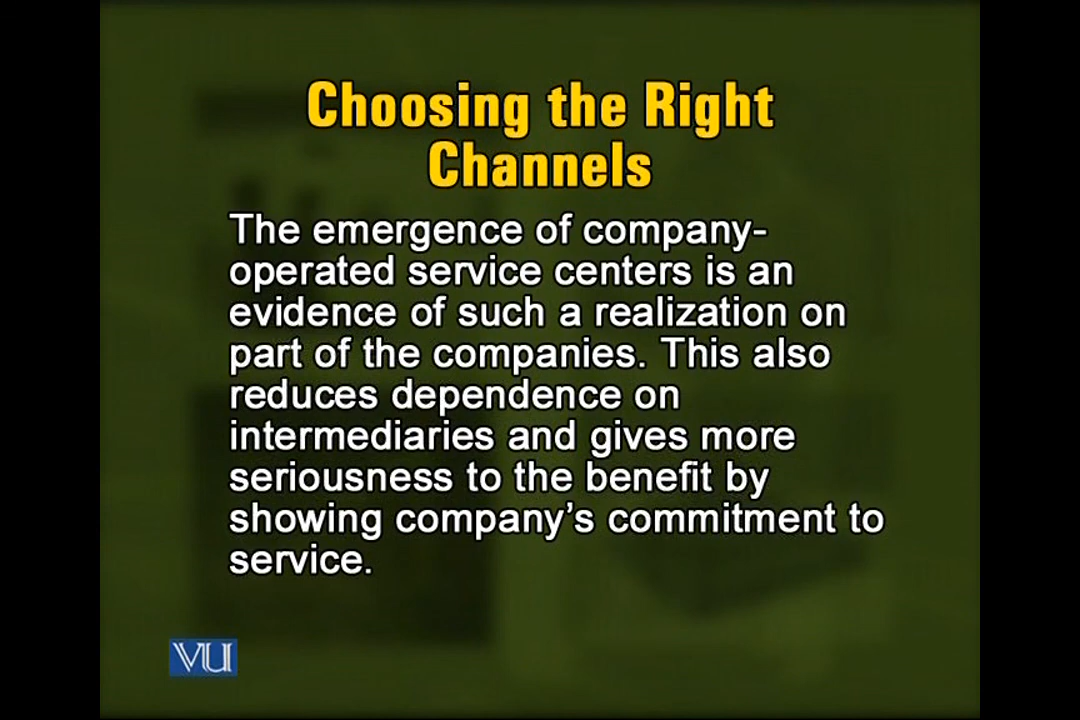 Choosing the Right
Channels
The emergence of company-
operated service centers is an
evidence of such a realization on
part of the companies. This also
reduces dependence on
intermediaries and gives more
seriousness to the benefit by
showing company’s commitment to
service.
VU